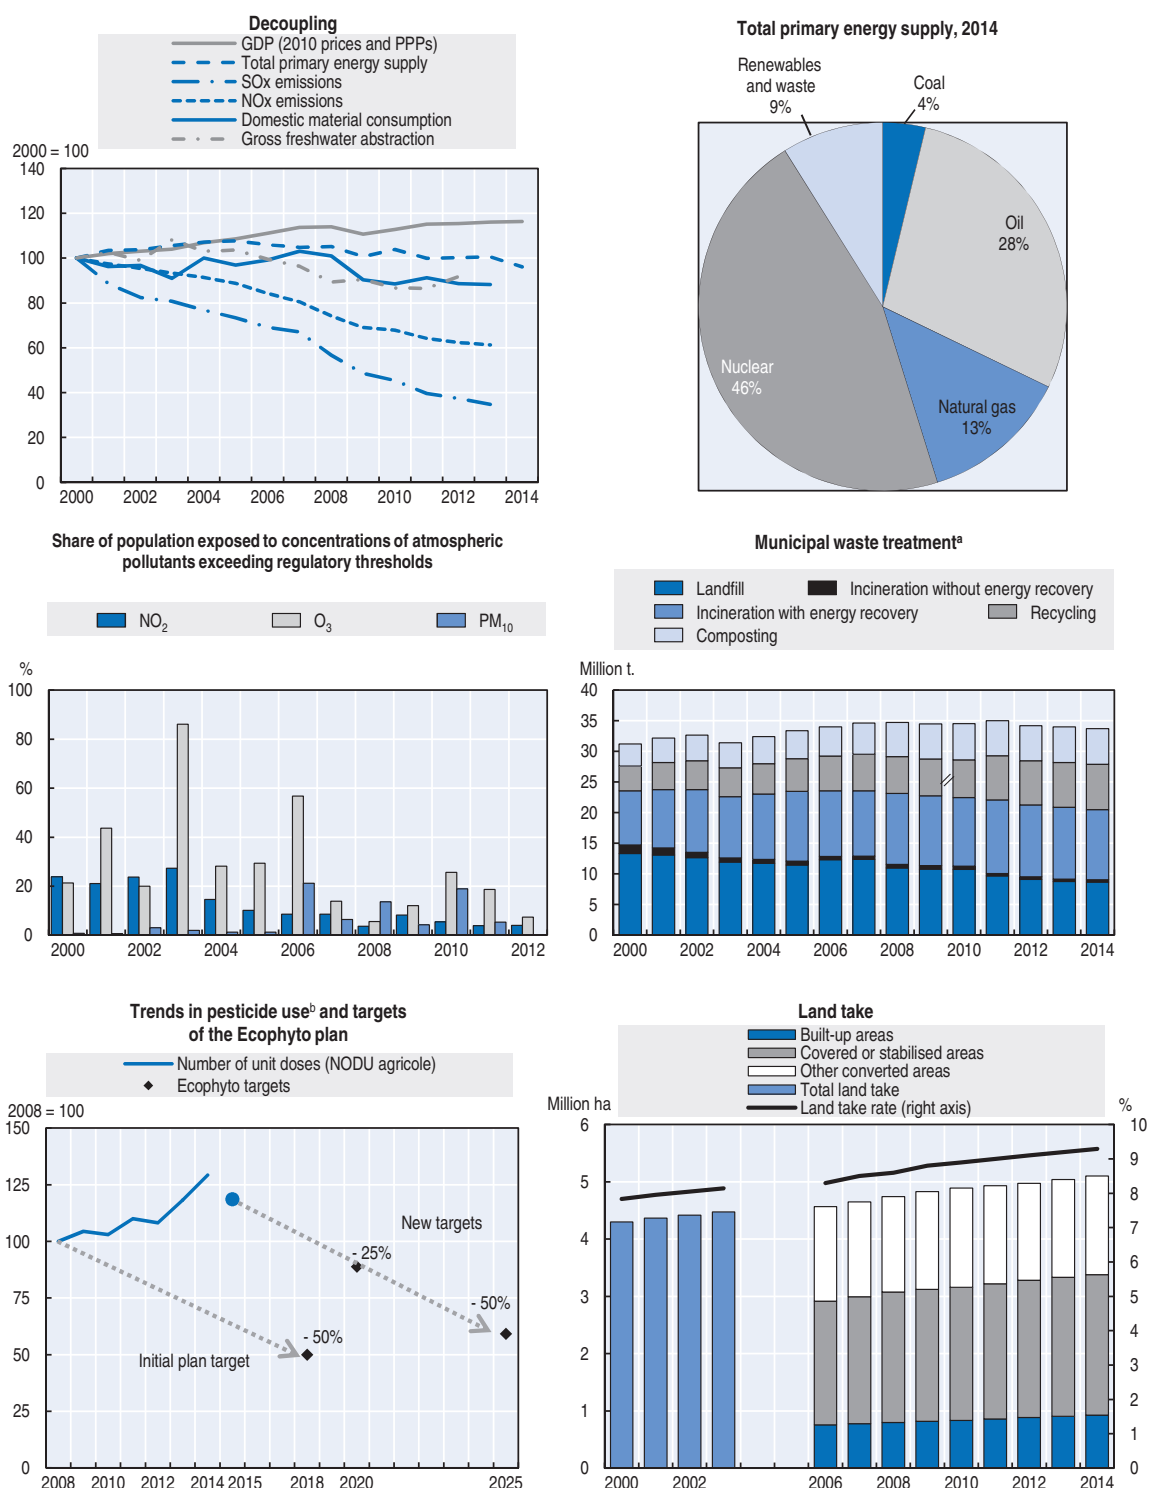 Decoupling
GDP (2010 prices and PPPs)
Total primary energy supply
SOx emissions
NOx emissions
Domestic material consumption
Gross freshwater abstraction
2000 = 100
140
120
100
80
60
40
20
0
2000 2002 2004 2006 2008 2010 2012 2014
Total primary energy supply, 2014
Renewables
and waste
9%
Coal
4%
Oil
28%
Nuclear
46%
Natural gas
13%
Share of population exposed to concentrations of atmospheric
pollutants exceeding regulatory thresholds
NO2 O3 PM10
%
100
80
60
40
20
0
2000 2002 2004 2006 2008 2010 2012
Municipal waste treatmentᵃ
Landfill Incineration without energy recovery
Incineration with energy recovery Recycling
Composting
Million t.
40
35
30
25
20
15
10
5
0
2000 2002 2004 2006 2008 2010 2012 2014
Trends in pesticide useᵇ and targets
of the Ecophyto plan
Number of unit doses (NODU agricole)
Ecophyto targets
2008 = 100
150
125
100
75
50
25
0
New targets
- 25%
- 50%
- 50%
Initial plan target
2008 2010 2012 2014 2015 2018 2020 2025
Land take
Built-up areas
Covered or stabilised areas
Other converted areas
Total land take
Land take rate (right axis)
Million ha
%
6
5
4
3
2
1
0
10
9
8
7
6
5
4
3
2
1
0
2000 2002 2006 2008 2010 2012 2014